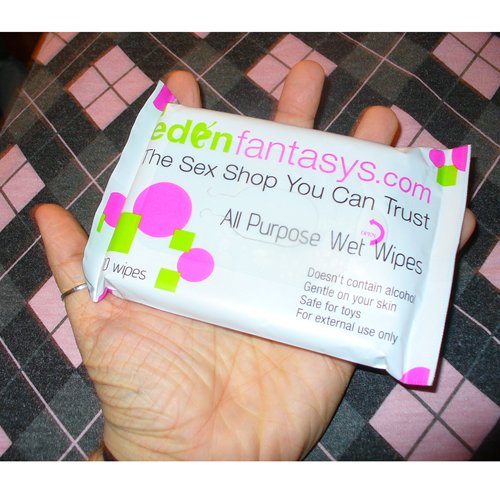 edenfantasys.com
The Sex Shop You Can Trust
OPEN
All Purpose Wet Wipes
0 wipes
Doesn't contain alcohol
Gentle on your skin
Safe for toys
For external use only